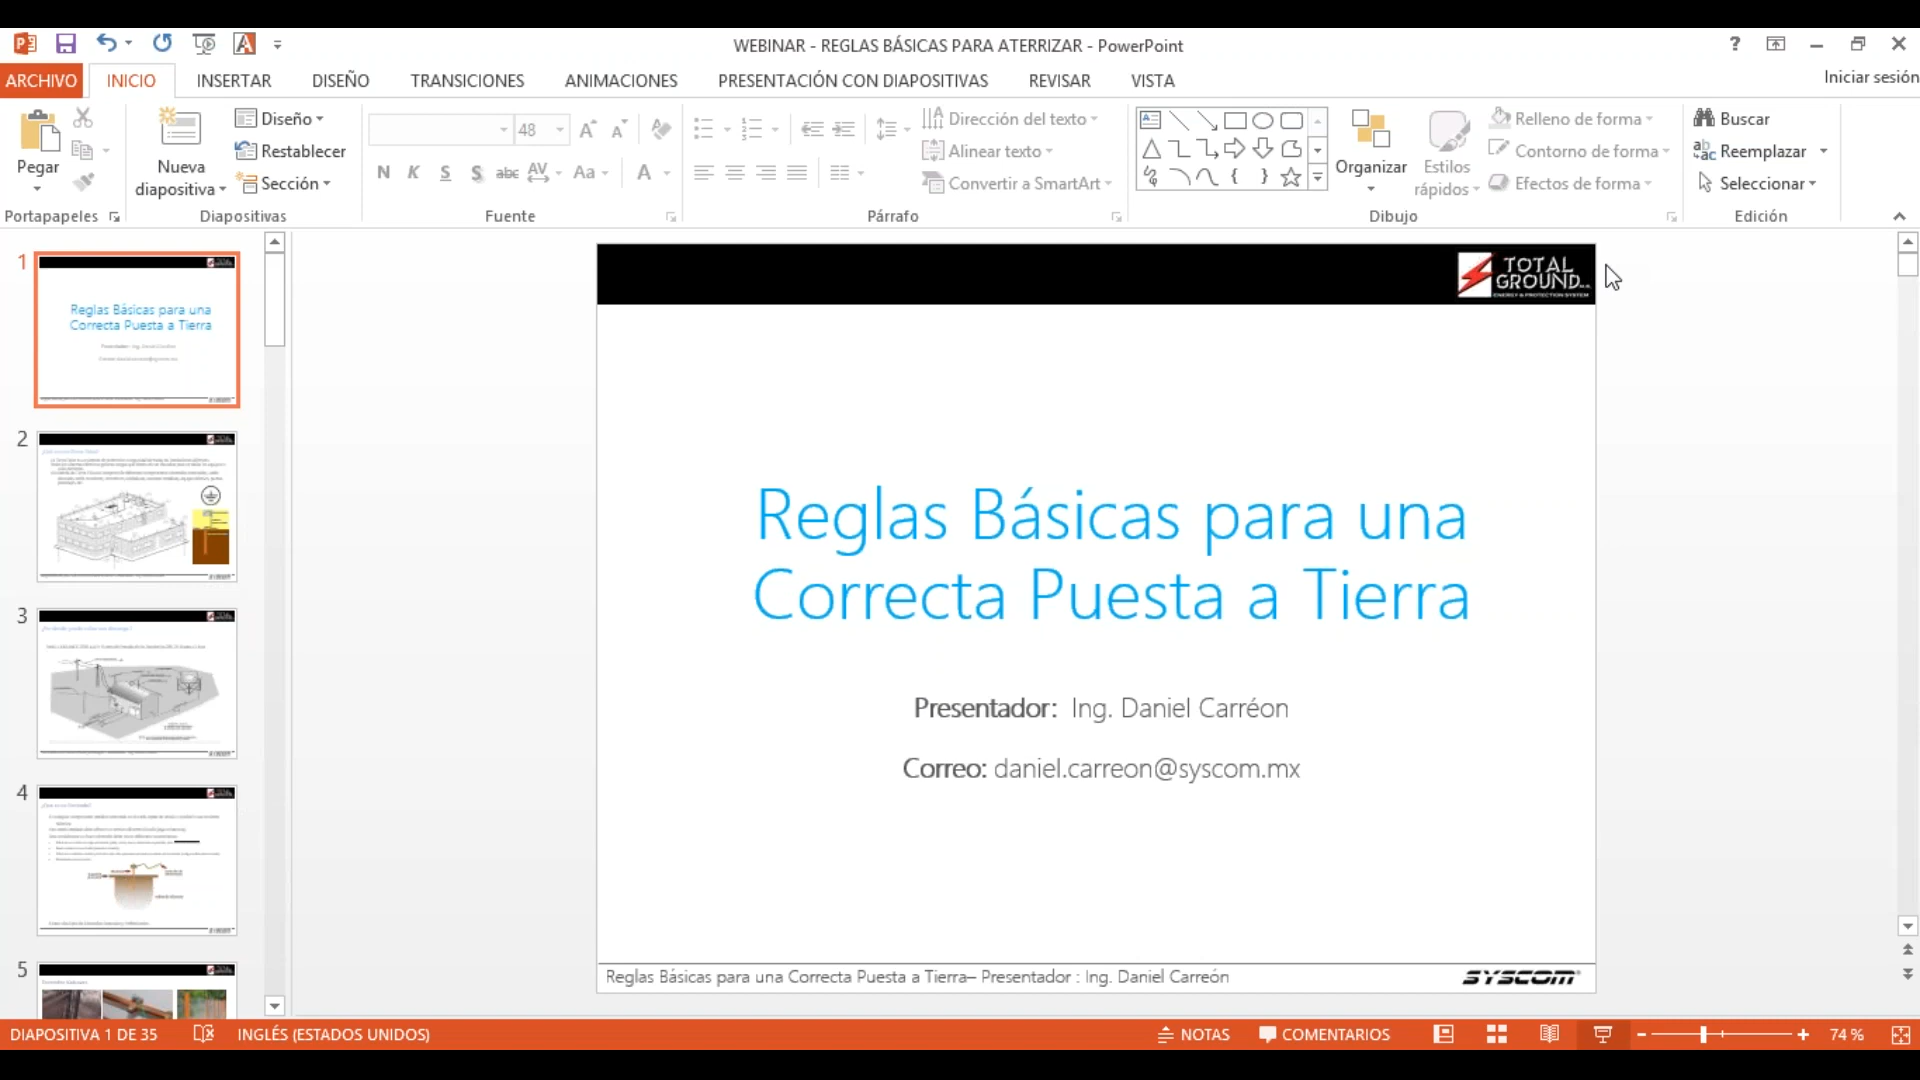 WEBINAR - REGLAS BÁSICAS PARA ATERRIZAR - PowerPoint
ARCHIVO INICIO INSERTAR DISEÑO TRANSICIONES ANIMACIONES PRESENTACIÓN CON DIAPOSITIVAS REVISAR VISTA Iniciar sesión
Pegar
Nueva diapositiva
Diseño
Restablecer
Sección
48
N K S S abc AV Aa A
Dirección del texto
Alinear texto
Convertir a SmartArt
Organizar
Estilos rápidos
Relleno de forma
Contorno de forma
Efectos de forma
Buscar
Reemplazar
Seleccionar
Portapapeles Diapositivas Fuente Párrafo Dibujo Edición
1
Reglas Básicas para una
Correcta Puesta a Tierra
2
3
4
5
TOTAL
GROUND
ENERGY & PROTECTION SYSTEM
Reglas Básicas para una
Correcta Puesta a Tierra
Presentador: Ing. Daniel Carréon
Correo: daniel.carreon@syscom.mx
Reglas Básicas para una Correcta Puesta a Tierra– Presentador : Ing. Daniel Carreón
SYSCOM
DIAPOSITIVA 1 DE 35 INGLÉS (ESTADOS UNIDOS) NOTAS COMENTARIOS 74 %